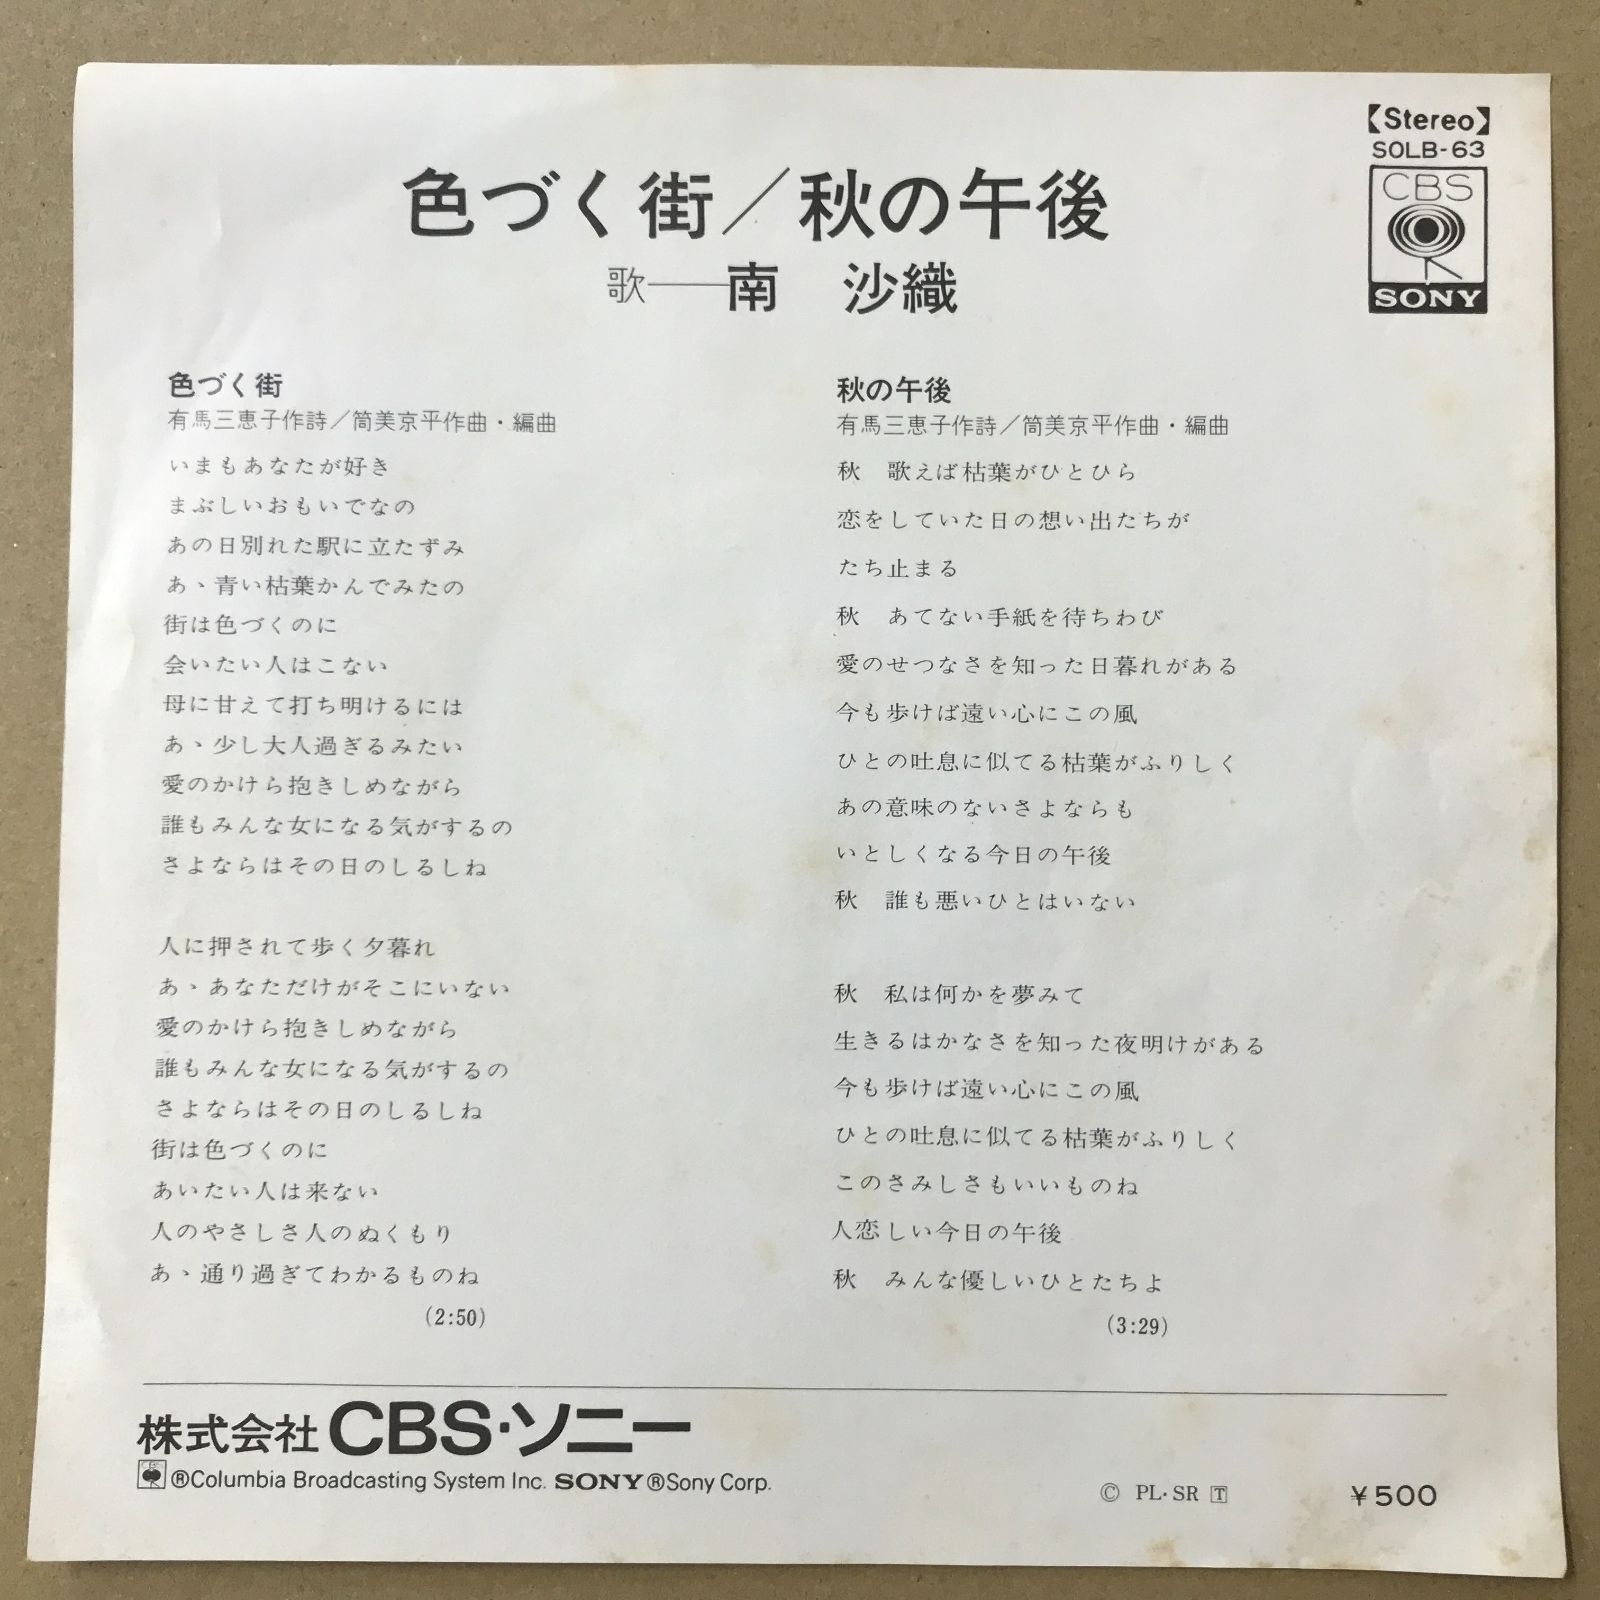 【Stereo】
SOLB-63
CBS
SONY
色づく街／秋の午後
歌――南　沙織
色づく街
有馬三恵子作詩／筒美京平作曲・編曲
いまもあなたが好き
まぶしいおもいでなの
あの日別れた駅に立たずみ
あゝ青い枯葉かんでみたの
街は色づくのに
会いたい人はこない
母に甘えて打ち明けるには
あゝ少し大人過ぎるみたい
愛のかけら抱きしめながら
誰もみんな女になる気がするの
さよならはその日のしるしね
人に押されて歩く夕暮れ
あゝあなただけがそこにいない
愛のかけら抱きしめながら
誰もみんな女になる気がするの
さよならはその日のしるしね
街は色づくのに
あいたい人は来ない
人のやさしさ人のぬくもり
あゝ通り過ぎてわかるものね
(2:50)
秋の午後
有馬三恵子作詩／筒美京平作曲・編曲
秋　歌えば枯葉がひとひら
恋をしていた日の想い出たちが
たち止まる
秋　あてない手紙を待ちわび
愛のせつなさを知った日暮れがある
今も歩けば遠い心にこの風
ひとの吐息に似てる枯葉がふりしく
あの意味のないさよならも
いとしくなる今日の午後
秋　誰も悪いひとはいない
秋　私は何かを夢みて
生きるはかなさを知った夜明けがある
今も歩けば遠い心にこの風
ひとの吐息に似てる枯葉がふりしく
このさみしさもいいものね
人恋しい今日の午後
秋　みんな優しいひとたちよ
(3:29)
株式会社CBS・ソニー
®Columbia Broadcasting System Inc. SONY ®Sony Corp.
© PL・SR T
¥500